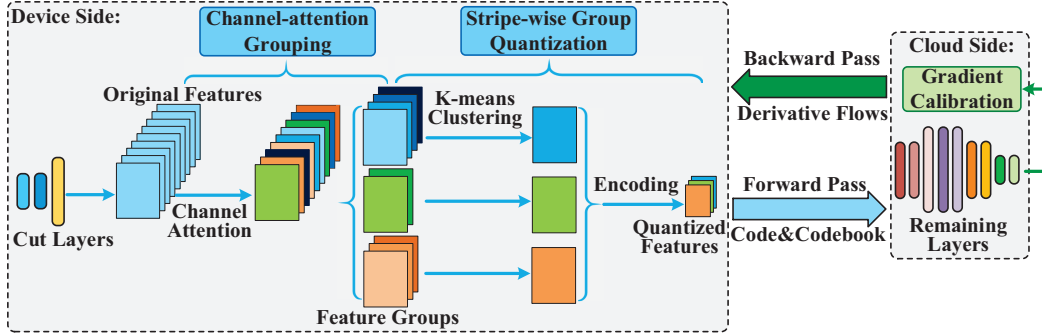 Device Side:
Channel-attention
Grouping
Stripe-wise Group
Quantization
Original Features
K-means
Clustering
Cut Layers
Channel
Attention
Feature Groups
Encoding
Quantized
Features
Backward Pass
Derivative Flows
Forward Pass
Code&Codebook
Cloud Side:
Gradient
Calibration
Remaining
Layers